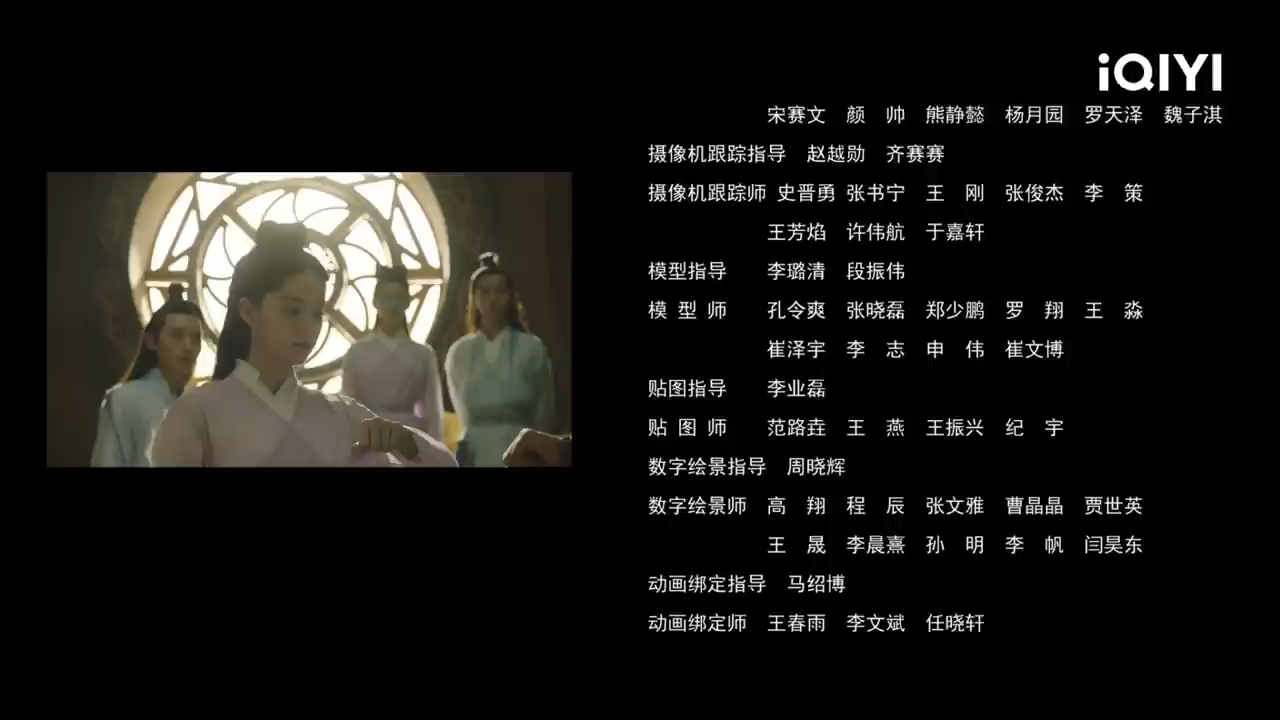 iQIYI
宋赛文 颜 帅 熊静懿 杨月园 罗天泽 魏子淇
摄像机跟踪指导 赵越勋 齐赛赛
摄像机跟踪师 史晋勇 张书宁 王 刚 张俊杰 李 策
王芳焰 许伟航 于嘉轩
模型指导 李璐清 段振伟
模 型 师 孔令爽 张晓磊 郑少鹏 罗 翔 王 淼
崔泽宇 李 志 申 伟 崔文博
贴图指导 李业磊
贴 图 师 范路垚 王 燕 王振兴 纪 宇
数字绘景指导 周晓辉
数字绘景师 高 翔 程 辰 张文雅 曹晶晶 贾世英
王 晟 李晨熹 孙 明 李 帆 闫昊东
动画绑定指导 马绍博
动画绑定师 王春雨 李文斌 任晓轩